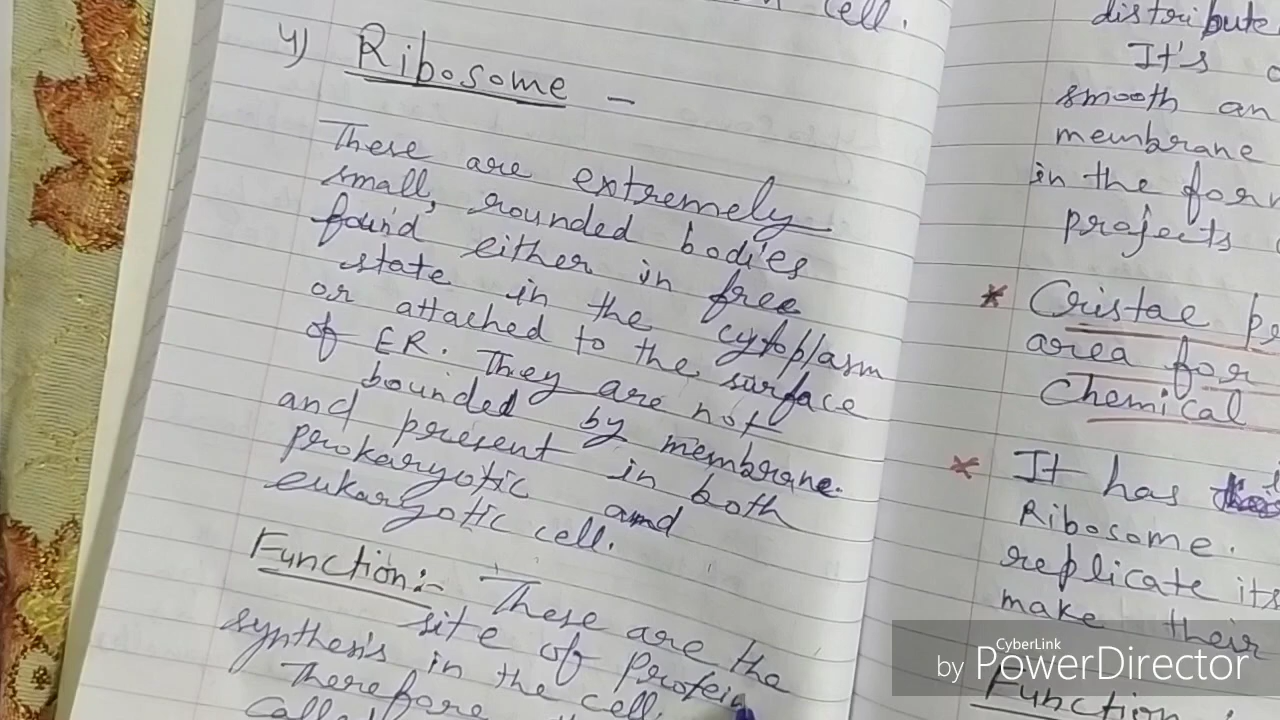 cell.
4) Ribosome –
These are extremely
small, rounded bodies
found either in free
state in the cytoplasm
or attached to the surface
of ER. They are not
bounded by membrane.
and present in both
prokaryotic and
eukaryotic cell.
Function:- These are the
site of protein
synthesis in the cell.
Therefore
distribute
It's
smooth an
membrane
in the for
projects
* Cristae
area for
Chemical
* It has
Ribosome.
replicate its
make their
Function
CyberLink
by PowerDirector